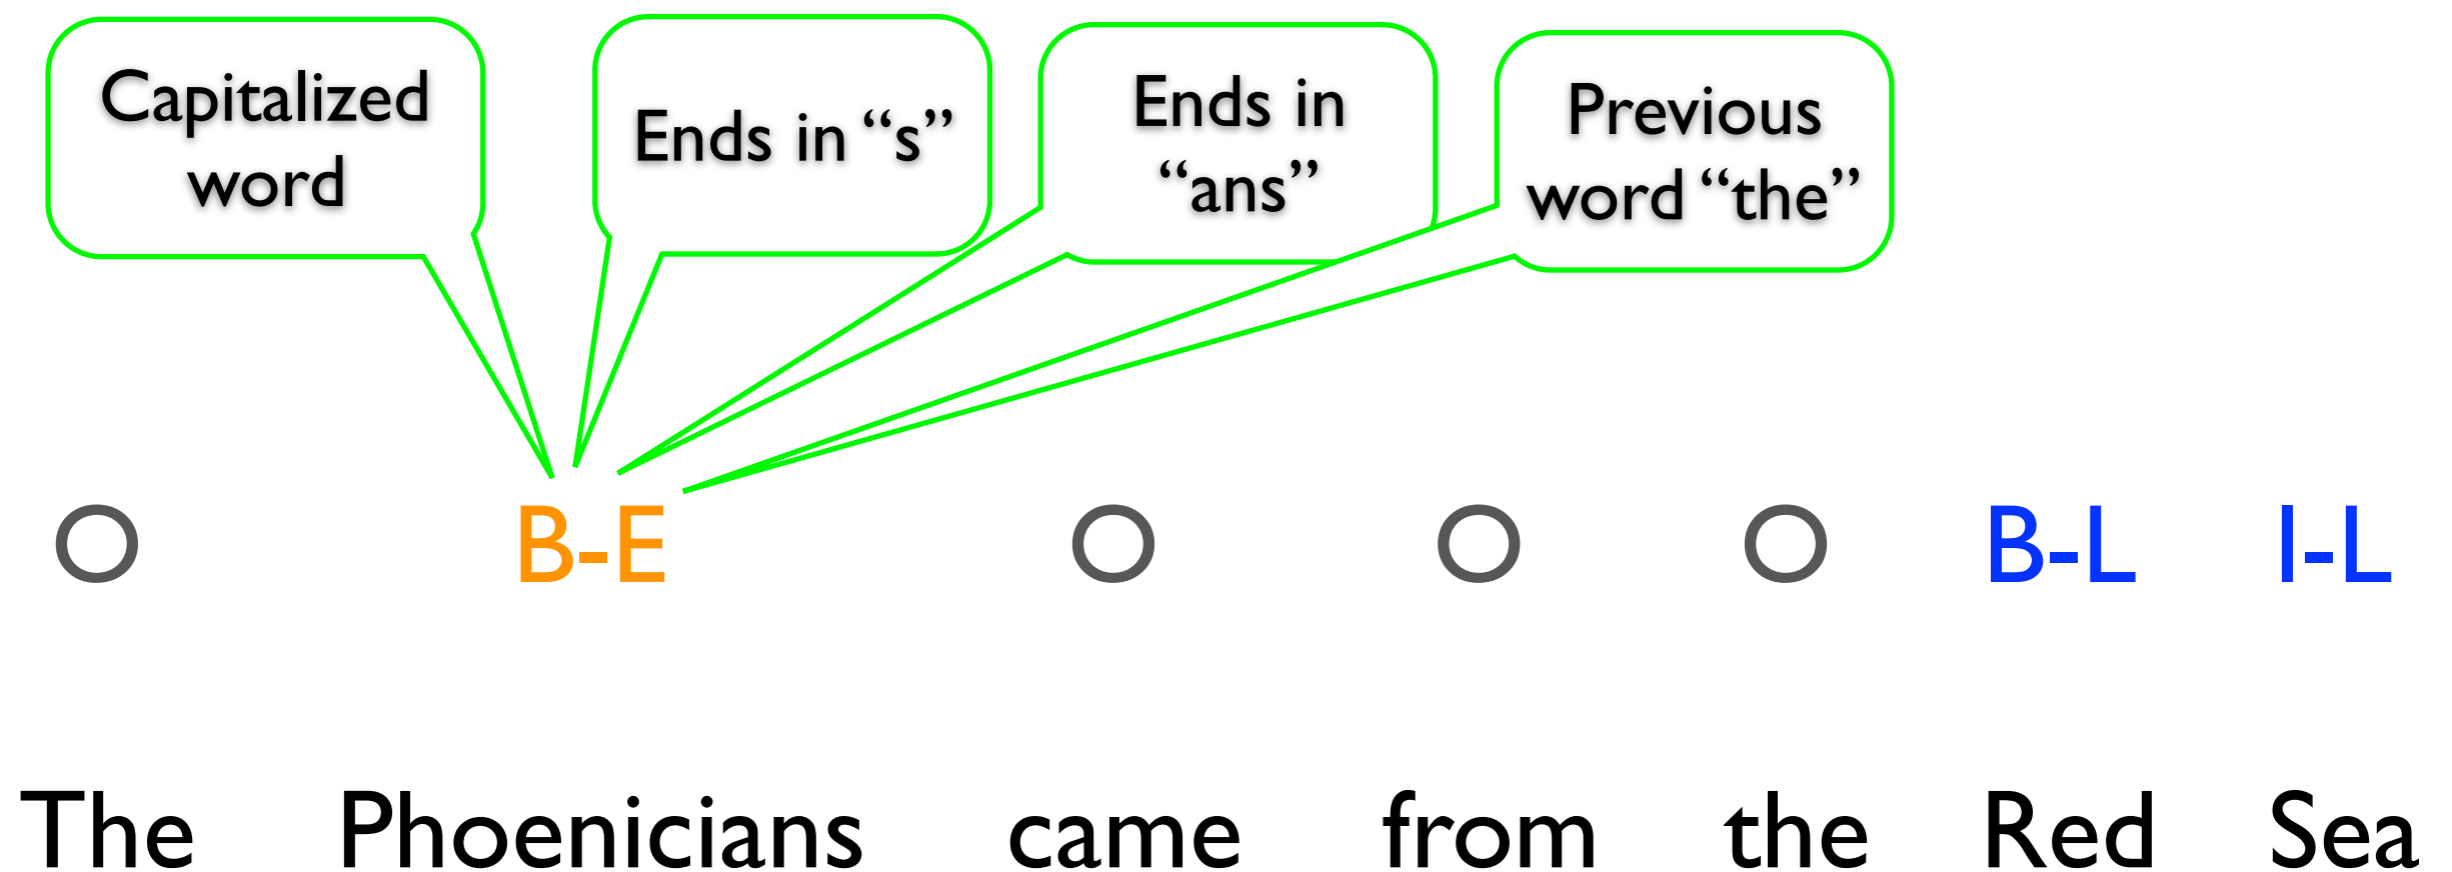 Capitalized
word
Ends in “s”
Ends in
“ans”
Previous
word “the”
O B-E O O O B-L I-L
The Phoenicians came from the Red Sea